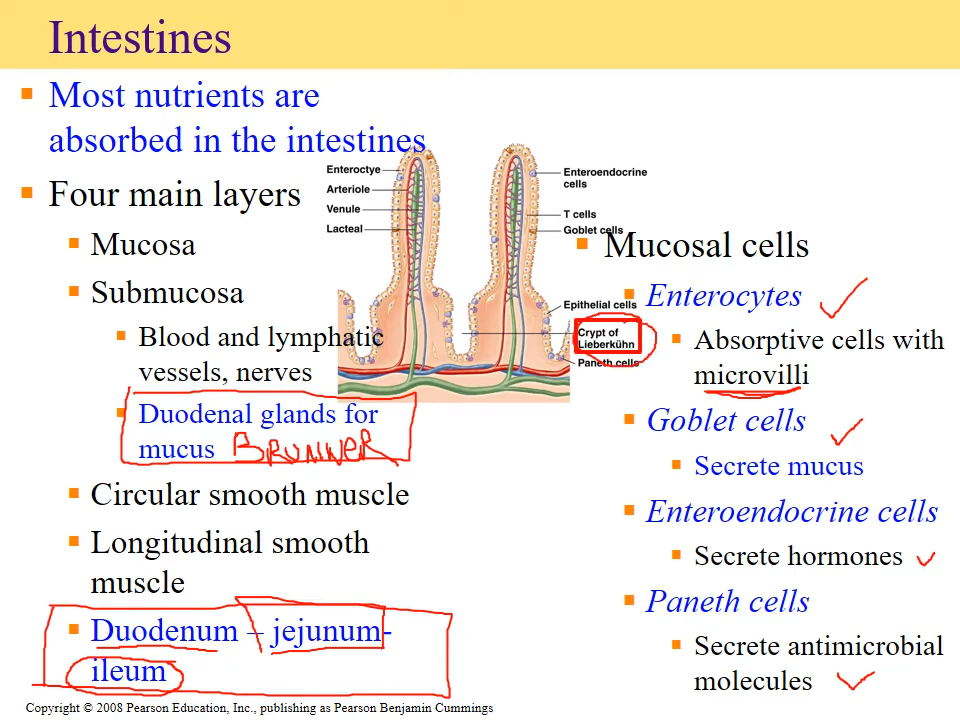 Intestines
Most nutrients are
absorbed in the intestines
Four main layers
Mucosa
Submucosa
Blood and lymphatic
vessels, nerves
Duodenal glands for
mucus BRUNNER
Circular smooth muscle
Longitudinal smooth
muscle
Duodenum – jejunum-
ileum
Enteroctye
Arteriole
Venule
Lacteal
Enteroendocrine
cells
T cells
Goblet cells
Epithelial cells
Crypt of
Lieberkühn
Paneth cells
Mucosal cells
Enterocytes
Absorptive cells with
microvilli
Goblet cells
Secrete mucus
Enteroendocrine cells
Secrete hormones
Paneth cells
Secrete antimicrobial
molecules
Copyright © 2008 Pearson Education, Inc., publishing as Pearson Benjamin Cummings